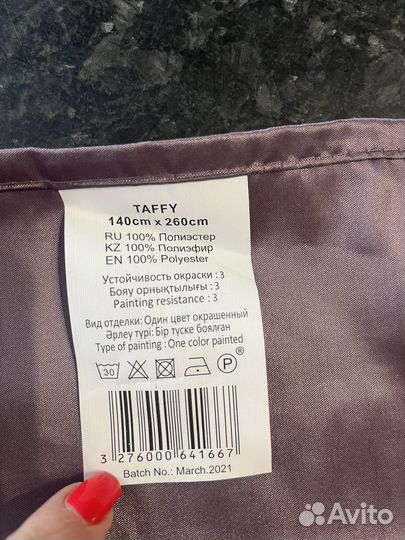 TAFFY
140cm x 260cm
RU 100% Полиэстер
KZ 100% Полиэфир
EN 100% Polyester
Устойчивость окраски : 3
Бояу орнықтылығы : 3
Painting resistance : 3
Вид отделки: Один цвет окрашенный
Әрлеу түрі: Бір түске боялған
Type of painting : One color painted
30 P ®
3 276000 641667
Batch No.: March.2021
Avito